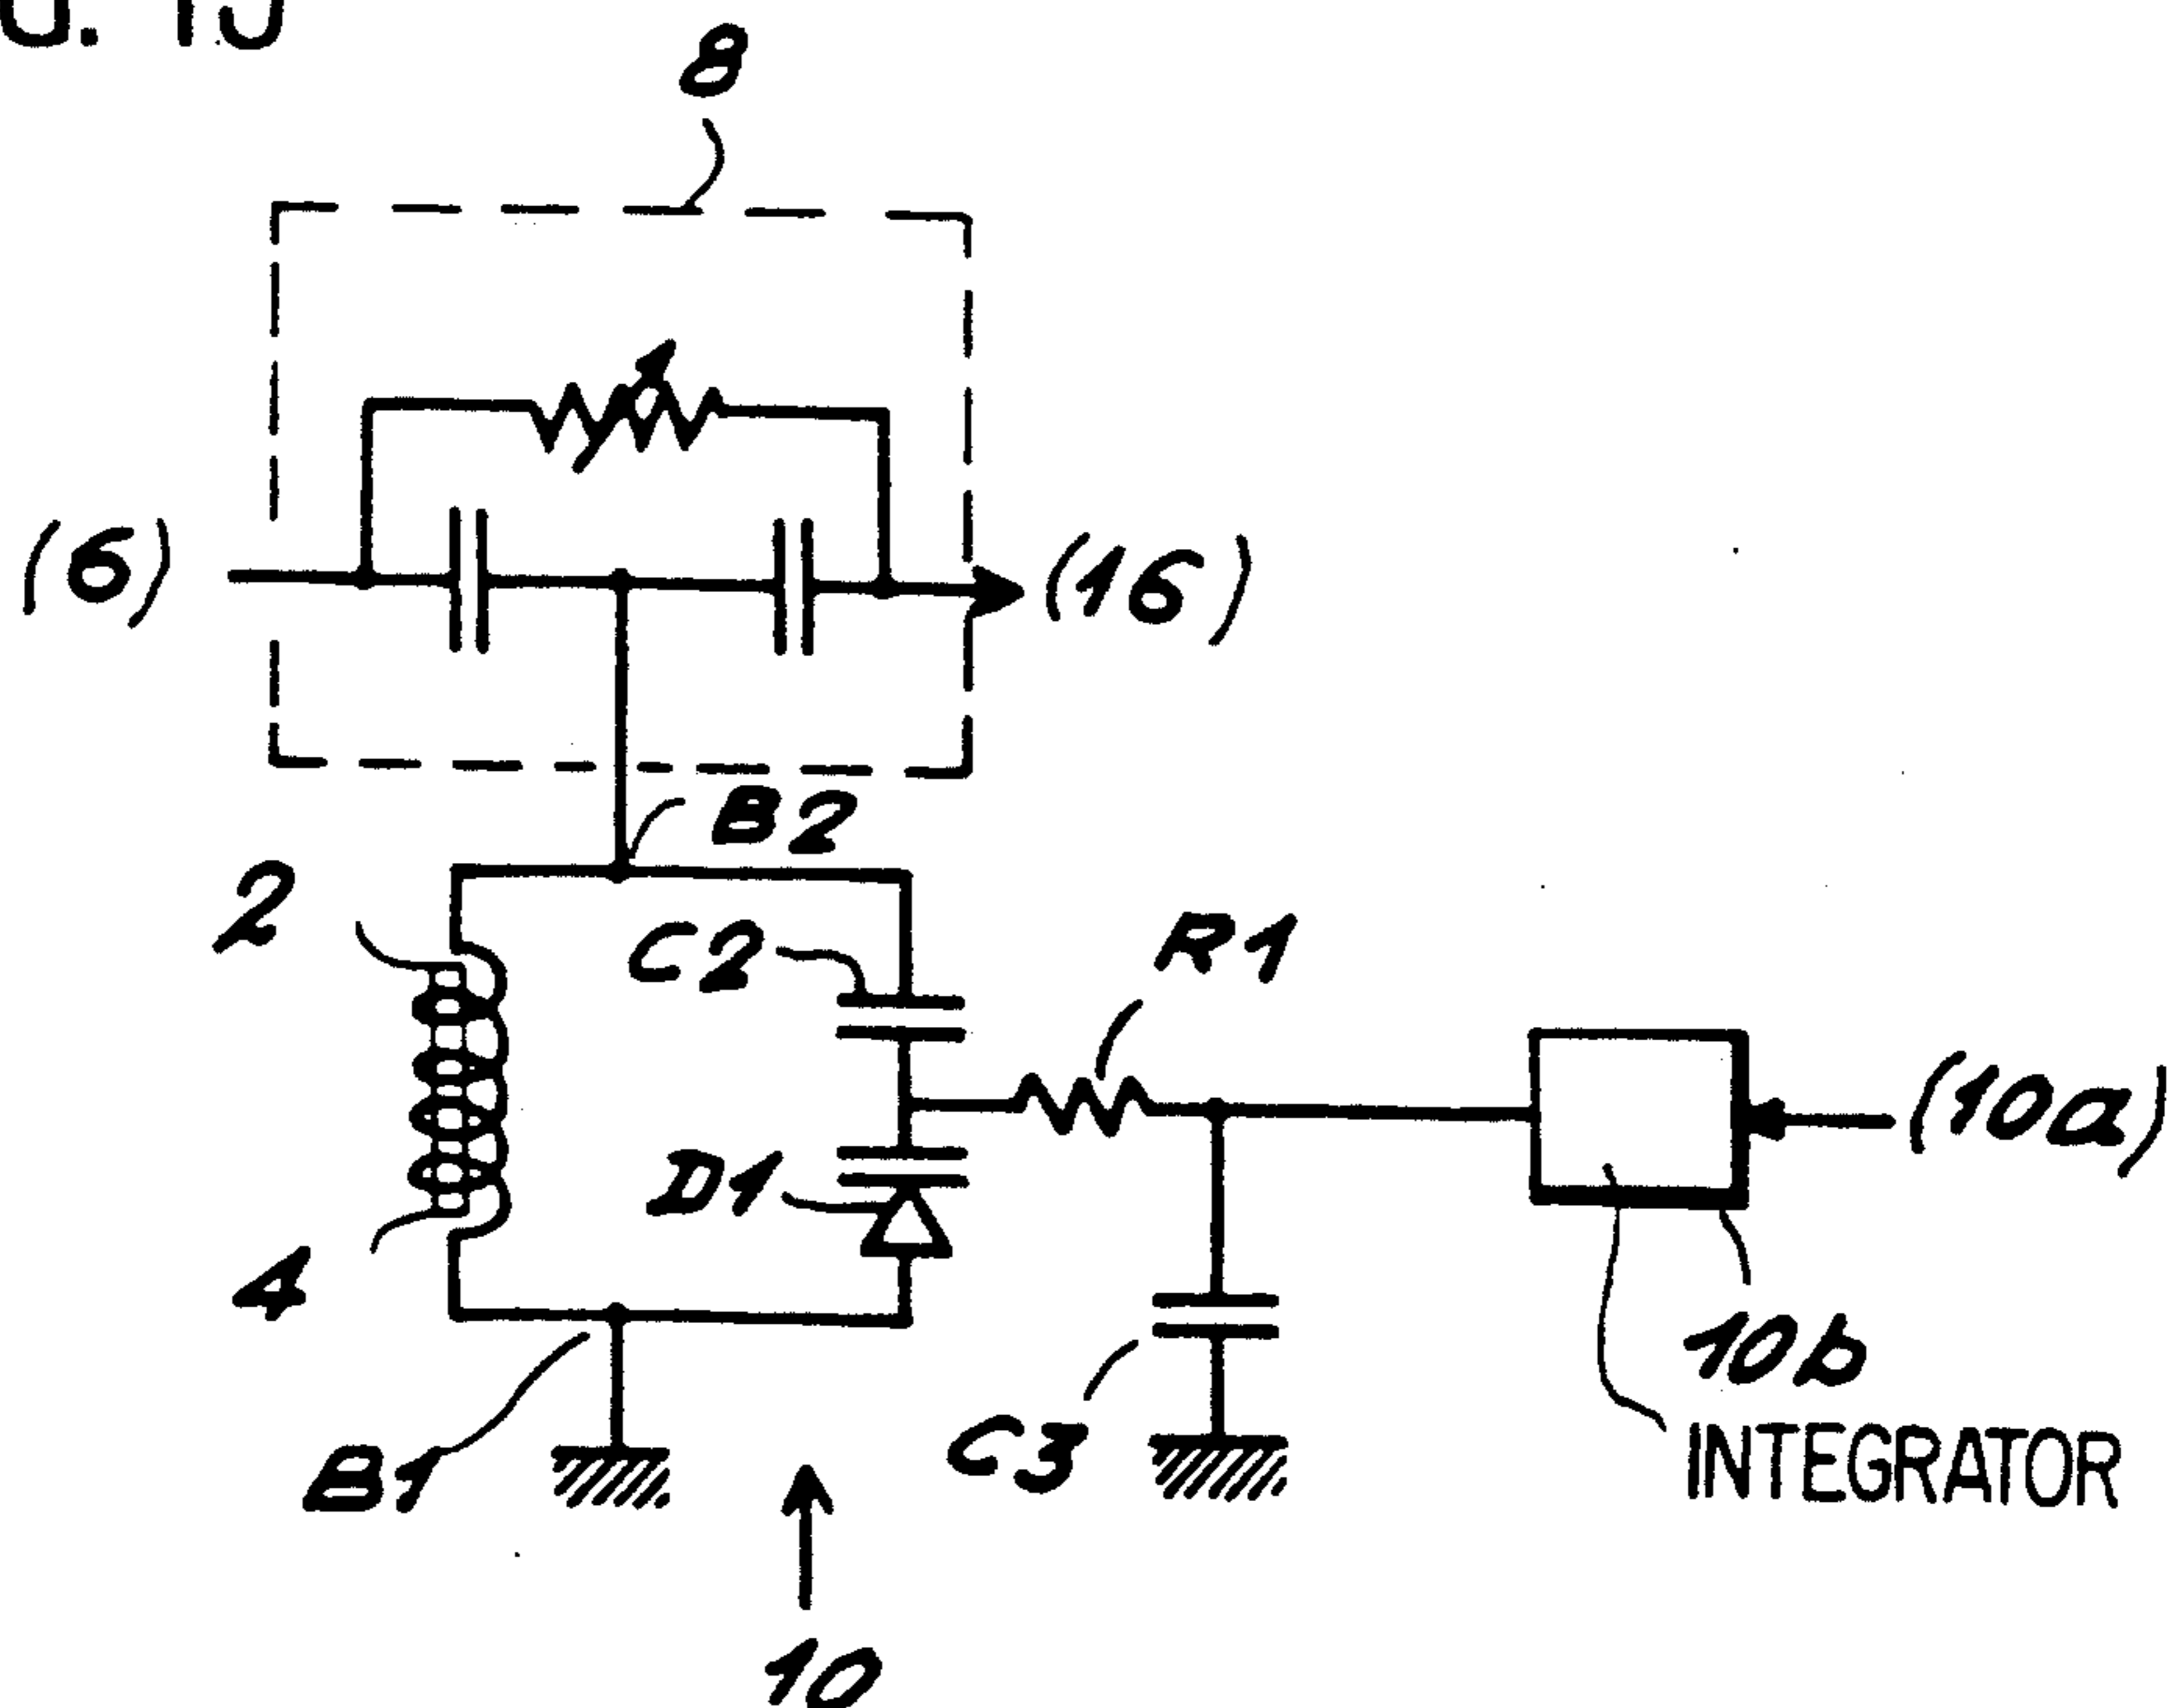 8
(6)
(16)
B2
2
C2
R1
(10a)
D1
4
10b
C3
B1
INTEGRATOR
10